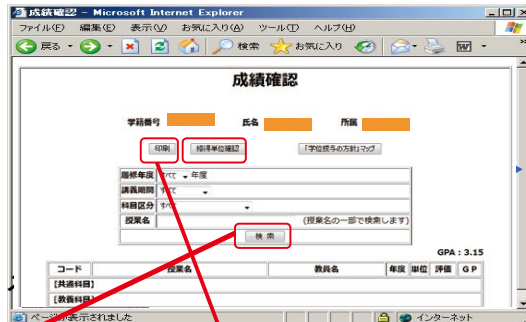 成績確認 - Microsoft Internet Explorer
ファイル(F) 編集(E) 表示(V) お気に入り(A) ツール(T) ヘルプ(H)
戻る 検索 お気に入り
成績確認
学籍番号 氏名 所属
印刷 修得単位確認 「学位授与の方針」マップ
履修年度 すべて 年度
講義期間 すべて
科目区分 すべて
授業名 (授業名の一部で検索します)
検 索
GPA : 3.15
コード 授業名 教員名 年度 単位 評価 G P
【共通科目】
【教養科目】
ページが表示されました インターネット